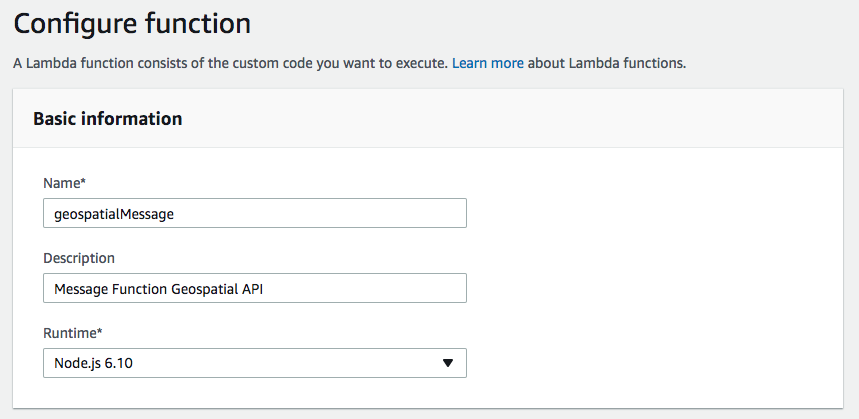 Configure function
A Lambda function consists of the custom code you want to execute. Learn more about Lambda functions.
Basic information
Name*
geospatialMessage
Description
Message Function Geospatial API
Runtime*
Node.js 6.10